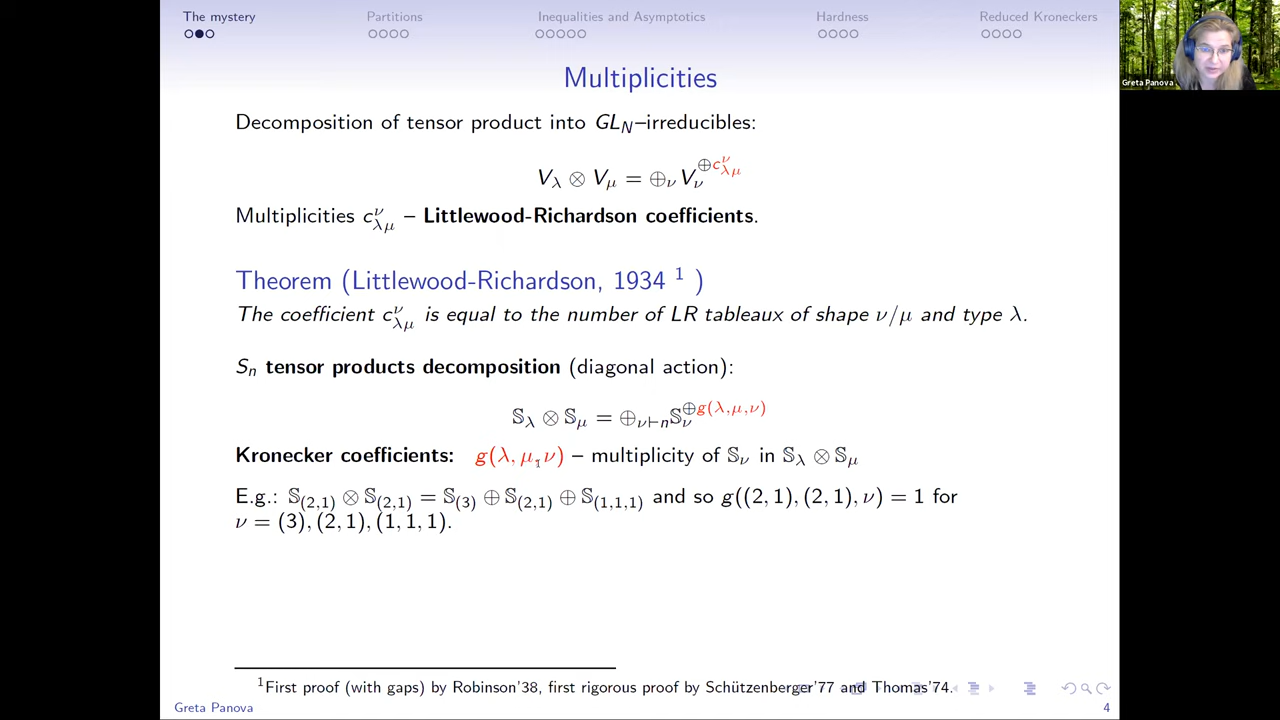 The mystery Partitions Inequalities and Asymptotics Hardness Reduced Kroneckers
Greta Panova
Multiplicities
Decomposition of tensor product into GL_N–irreducibles:
V_λ ⊗ V_μ = ⊕_ν V_ν^{⊕c^ν_{λμ}}
Multiplicities c^ν_{λμ} – Littlewood-Richardson coefficients.
Theorem (Littlewood-Richardson, 1934 ¹ )
The coefficient c^ν_{λμ} is equal to the number of LR tableaux of shape ν/μ and type λ.
S_n tensor products decomposition (diagonal action):
𝕊_λ ⊗ 𝕊_μ = ⊕_{ν⊢n} 𝕊_ν^{⊕g(λ,μ,ν)}
Kronecker coefficients: g(λ, μ, ν) – multiplicity of 𝕊_ν in 𝕊_λ ⊗ 𝕊_μ
E.g.: 𝕊_(2,1) ⊗ 𝕊_(2,1) = 𝕊_(3) ⊕ 𝕊_(2,1) ⊕ 𝕊_(1,1,1) and so g((2, 1), (2, 1), ν) = 1 for
ν = (3), (2, 1), (1, 1, 1).
¹First proof (with gaps) by Robinson'38, first rigorous proof by Schützenberger'77 and Thomas'74.
Greta Panova 4